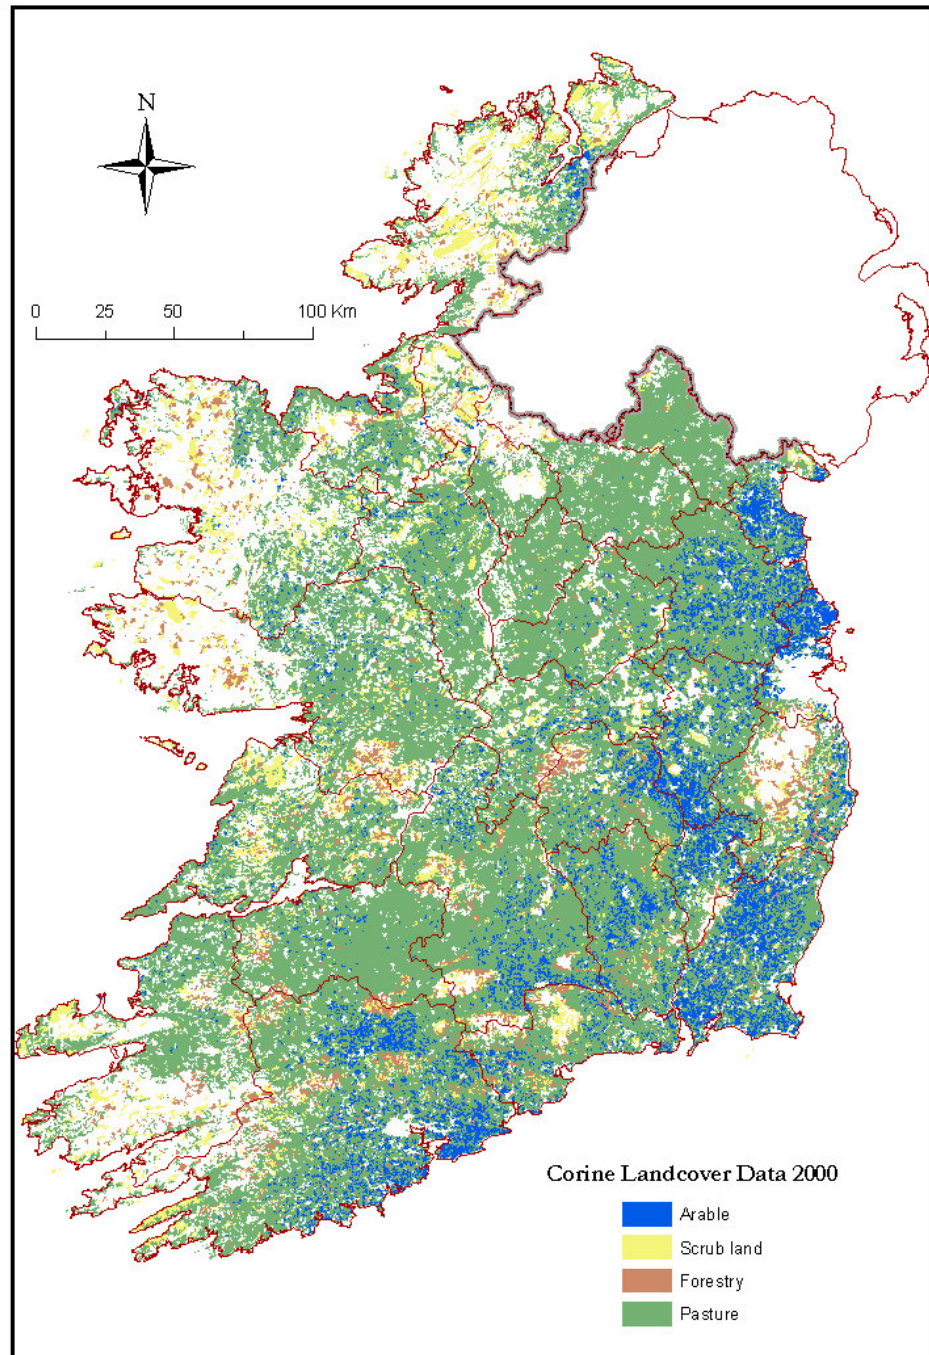 N
0 25 50 100 Km
Corine Landcover Data 2000
Arable
Scrub land
Forestry
Pasture